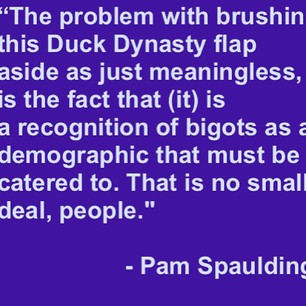 “The problem with brushin
this Duck Dynasty flap
aside as just meaningless,
is the fact that (it) is
a recognition of bigots as a
demographic that must be
catered to. That is no small
deal, people."
- Pam Spaulding